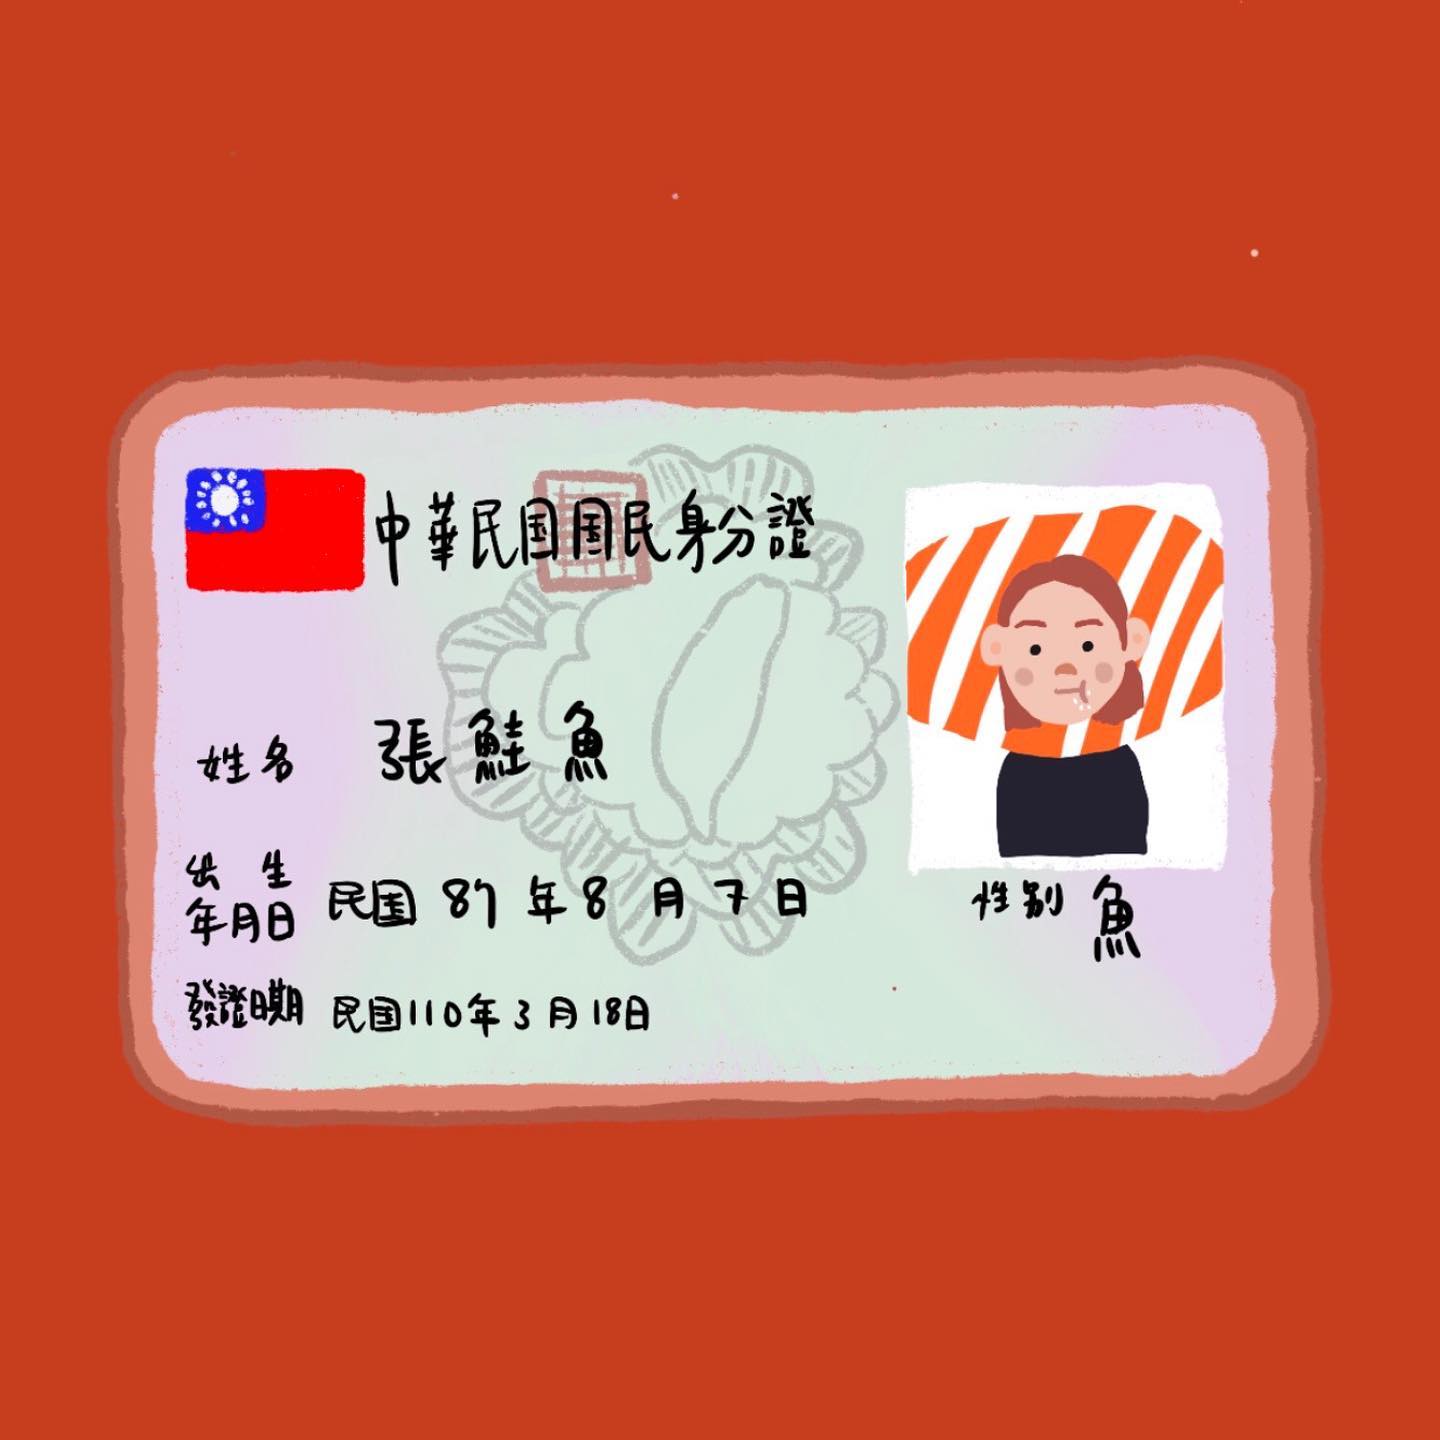 中華民国国民身分證
姓名 張鮭魚
出生年月日 民国87年8月7日
性別 魚
發證日期 民国110年3月18日